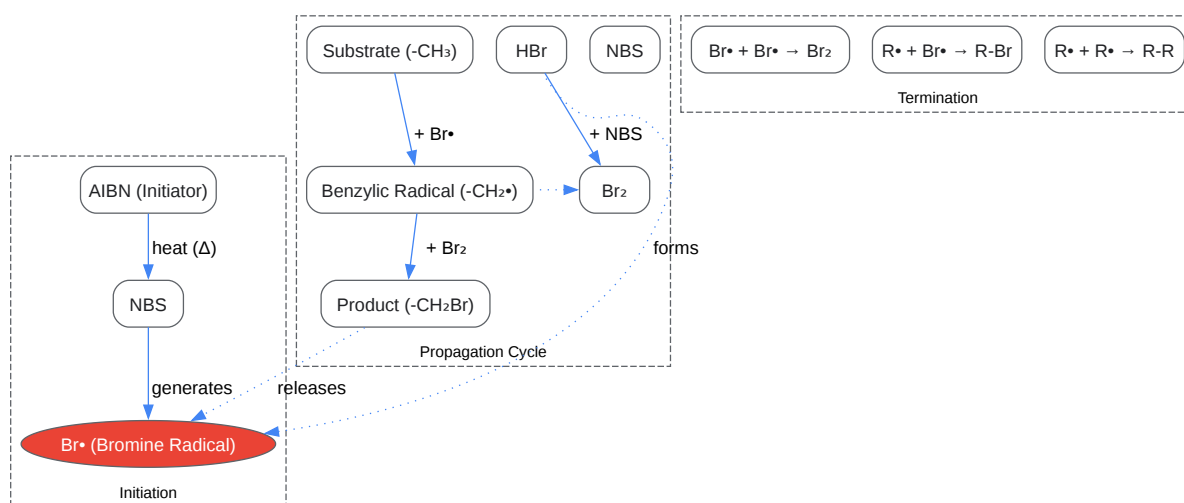 Substrate (-CH₃)
HBr
NBS
Br• + Br• → Br₂
R• + Br• → R-Br
R• + R• → R-R
Termination
+ Br•
+ NBS
AIBN (Initiator)
Benzylic Radical (-CH₂•)
Br₂
heat (Δ)
+ Br₂
forms
NBS
Product (-CH₂Br)
Propagation Cycle
generates
releases
Br• (Bromine Radical)
Initiation